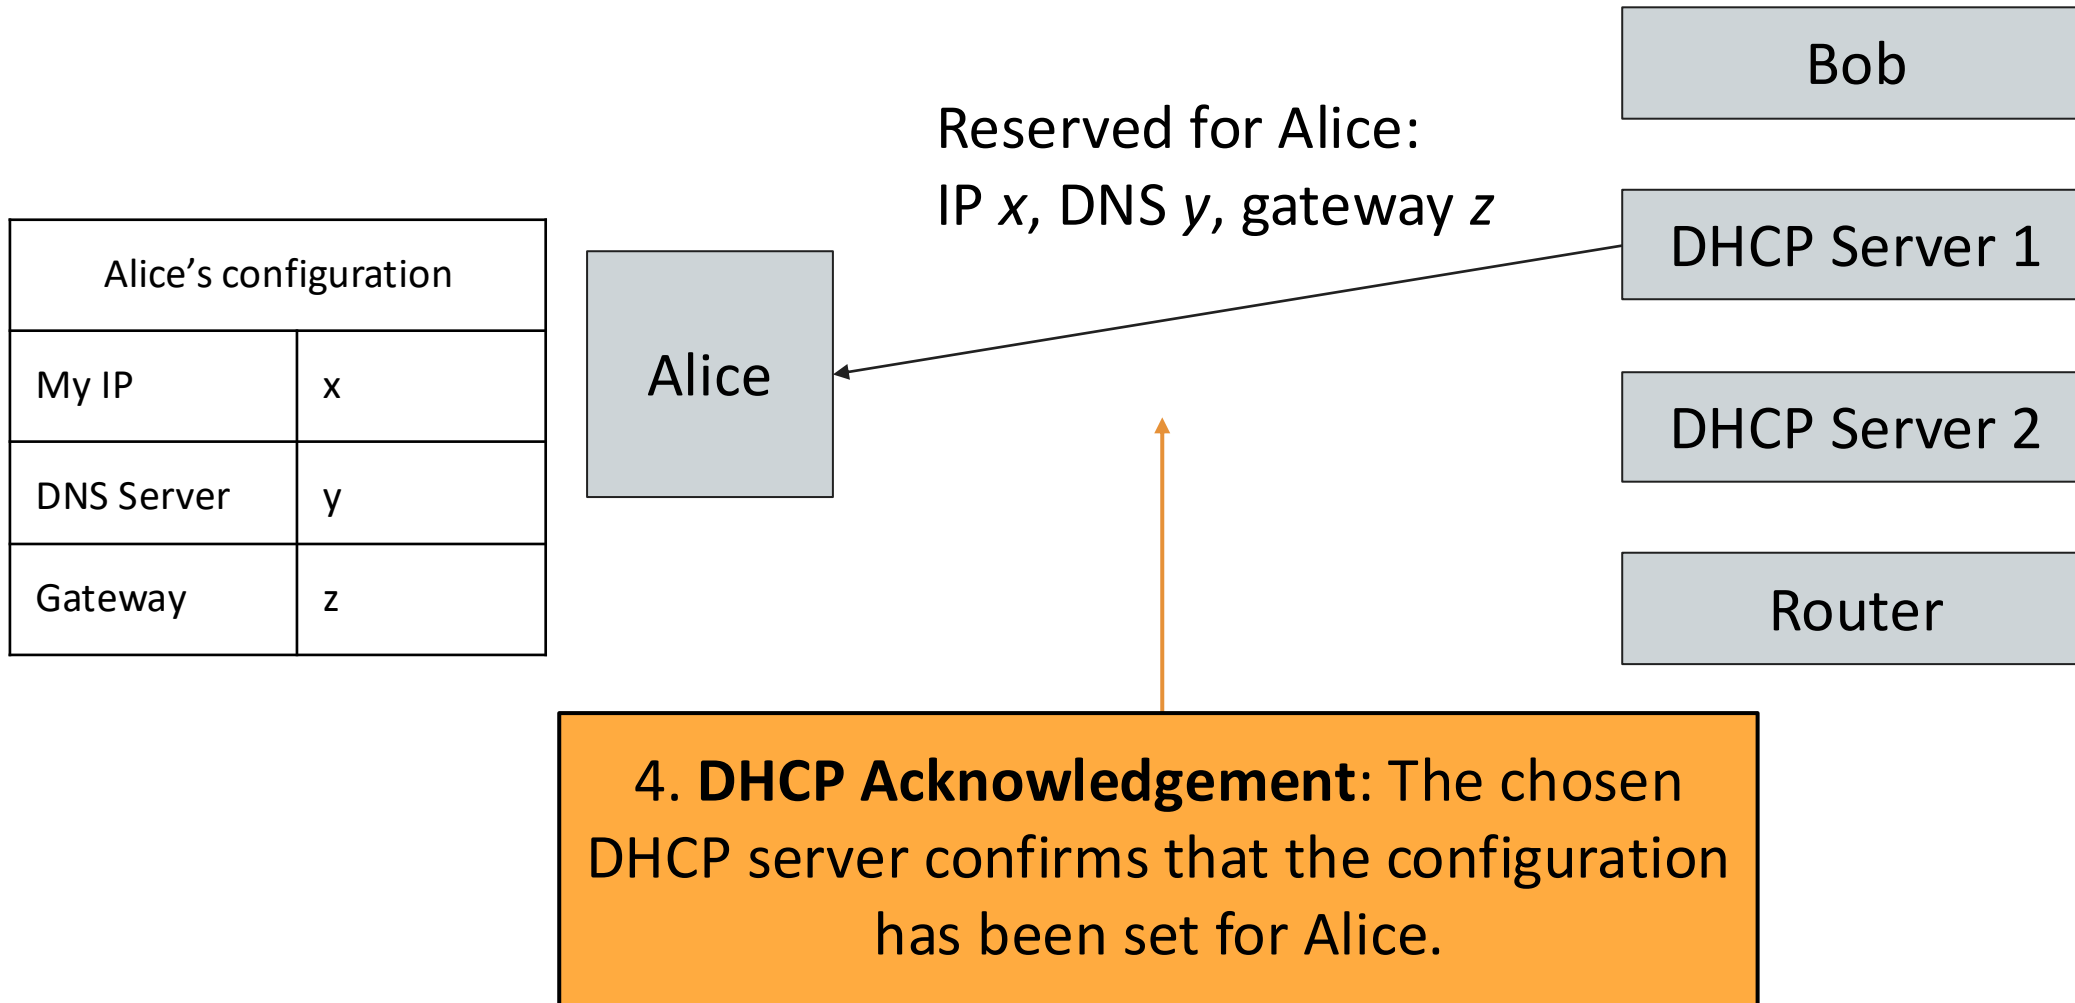 Bob
Reserved for Alice:
IP x, DNS y, gateway z
DHCP Server 1
Alice’s configuration
My IP
x
Alice
DNS Server
y
DHCP Server 2
Gateway
z
Router
4. DHCP Acknowledgement: The chosen
DHCP server confirms that the configuration
has been set for Alice.